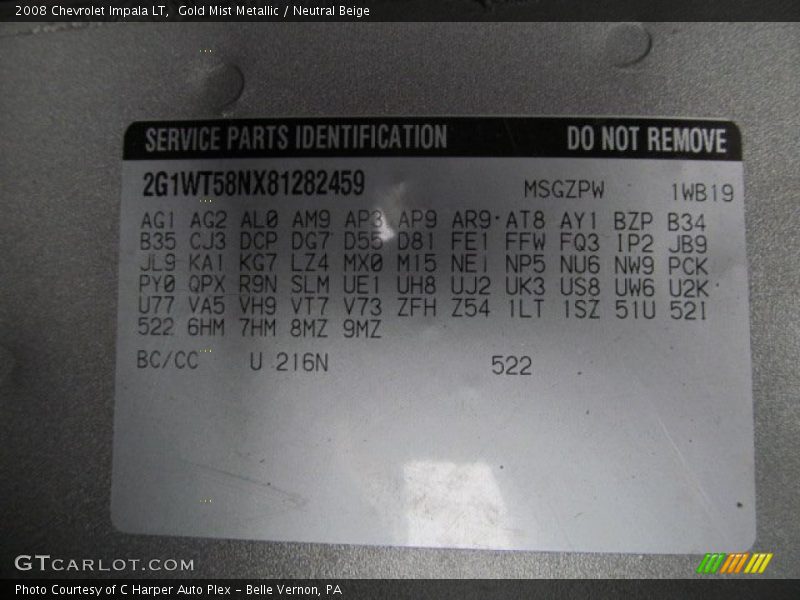 2008 Chevrolet Impala LT,  Gold Mist Metallic / Neutral Beige
SERVICE PARTS IDENTIFICATION DO NOT REMOVE
2G1WT58NX81282459 MSGZPW 1WB19
AG1 AG2 AL0 AM9 AP3 AP9 AR9 AT8 AY1 BZP B34
B35 CJ3 DCP DG7 D55 D81 FE1 FFW FQ3 IP2 JB9
JL9 KA1 KG7 LZ4 MX0 M15 NE1 NP5 NU6 NW9 PCK
PY0 QPX R9N SLM UE1 UH8 UJ2 UK3 US8 UW6 U2K
U77 VA5 VH9 VT7 V73 ZFH Z54 1LT 1SZ 51U 52I
522 6HM 7HM 8MZ 9MZ
BC/CC U 216N 522
GTCARLOT.COM
Photo Courtesy of C Harper Auto Plex - Belle Vernon, PA